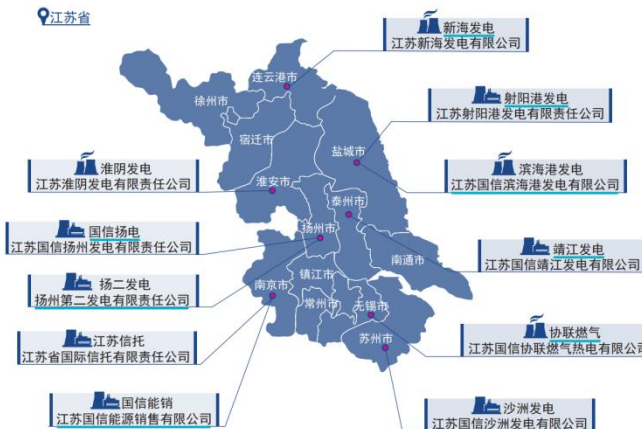 江苏省
新海发电
江苏新海发电有限公司
连云港市
徐州市
射阳港发电
江苏射阳港发电有限责任公司
宿迁市
盐城市
淮阴发电
江苏淮阴发电有限责任公司
滨海港发电
江苏国信滨海港发电有限公司
淮安市
泰州市
国信扬电
江苏国信扬州发电有限责任公司
扬州市
靖江发电
江苏国信靖江发电有限公司
南通市
扬二发电
扬州第二发电有限责任公司
镇江市
南京市
常州市
无锡市
江苏信托
江苏省国际信托有限责任公司
协联燃气
江苏国信协联燃气热电有限公司
苏州市
国信能销
江苏国信能源销售有限公司
沙洲发电
江苏国信沙洲发电有限公司